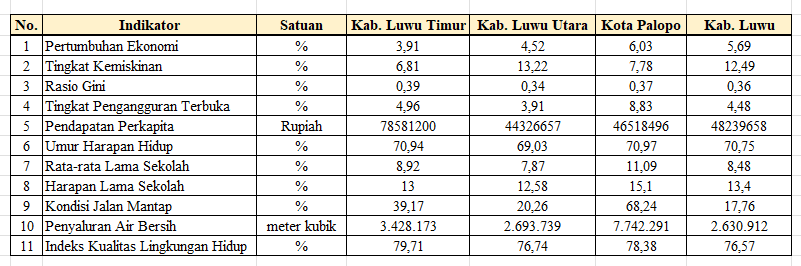 No. Indikator Satuan Kab. Luwu Timur Kab. Luwu Utara Kota Palopo Kab. Luwu
1 Pertumbuhan Ekonomi % 3,91 4,52 6,03 5,69
2 Tingkat Kemiskinan % 6,81 13,22 7,78 12,49
3 Rasio Gini % 0,39 0,34 0,37 0,36
4 Tingkat Pengangguran Terbuka % 4,96 3,91 8,83 4,48
5 Pendapatan Perkapita Rupiah 78581200 44326657 46518496 48239658
6 Umur Harapan Hidup % 70,94 69,03 70,97 70,75
7 Rata-rata Lama Sekolah % 8,92 7,87 11,09 8,48
8 Harapan Lama Sekolah % 13 12,58 15,1 13,4
9 Kondisi Jalan Mantap % 39,17 20,26 68,24 17,76
10 Penyaluran Air Bersih meter kubik 3.428.173 2.693.739 7.742.291 2.630.912
11 Indeks Kualitas Lingkungan Hidup % 79,71 76,74 78,38 76,57